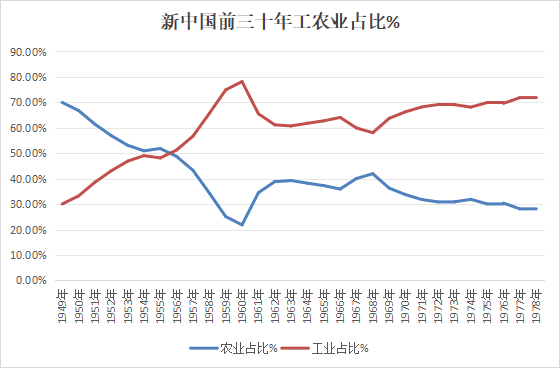 新中国前三十年工农业占比%
90.00%
80.00%
70.00%
60.00%
50.00%
40.00%
30.00%
20.00%
10.00%
0.00%
1949年
1950年
1951年
1952年
1953年
1954年
1955年
1956年
1957年
1958年
1959年
1960年
1961年
1962年
1963年
1964年
1965年
1966年
1967年
1968年
1969年
1970年
1971年
1972年
1973年
1974年
1975年
1976年
1977年
1978年
农业占比% 工业占比%